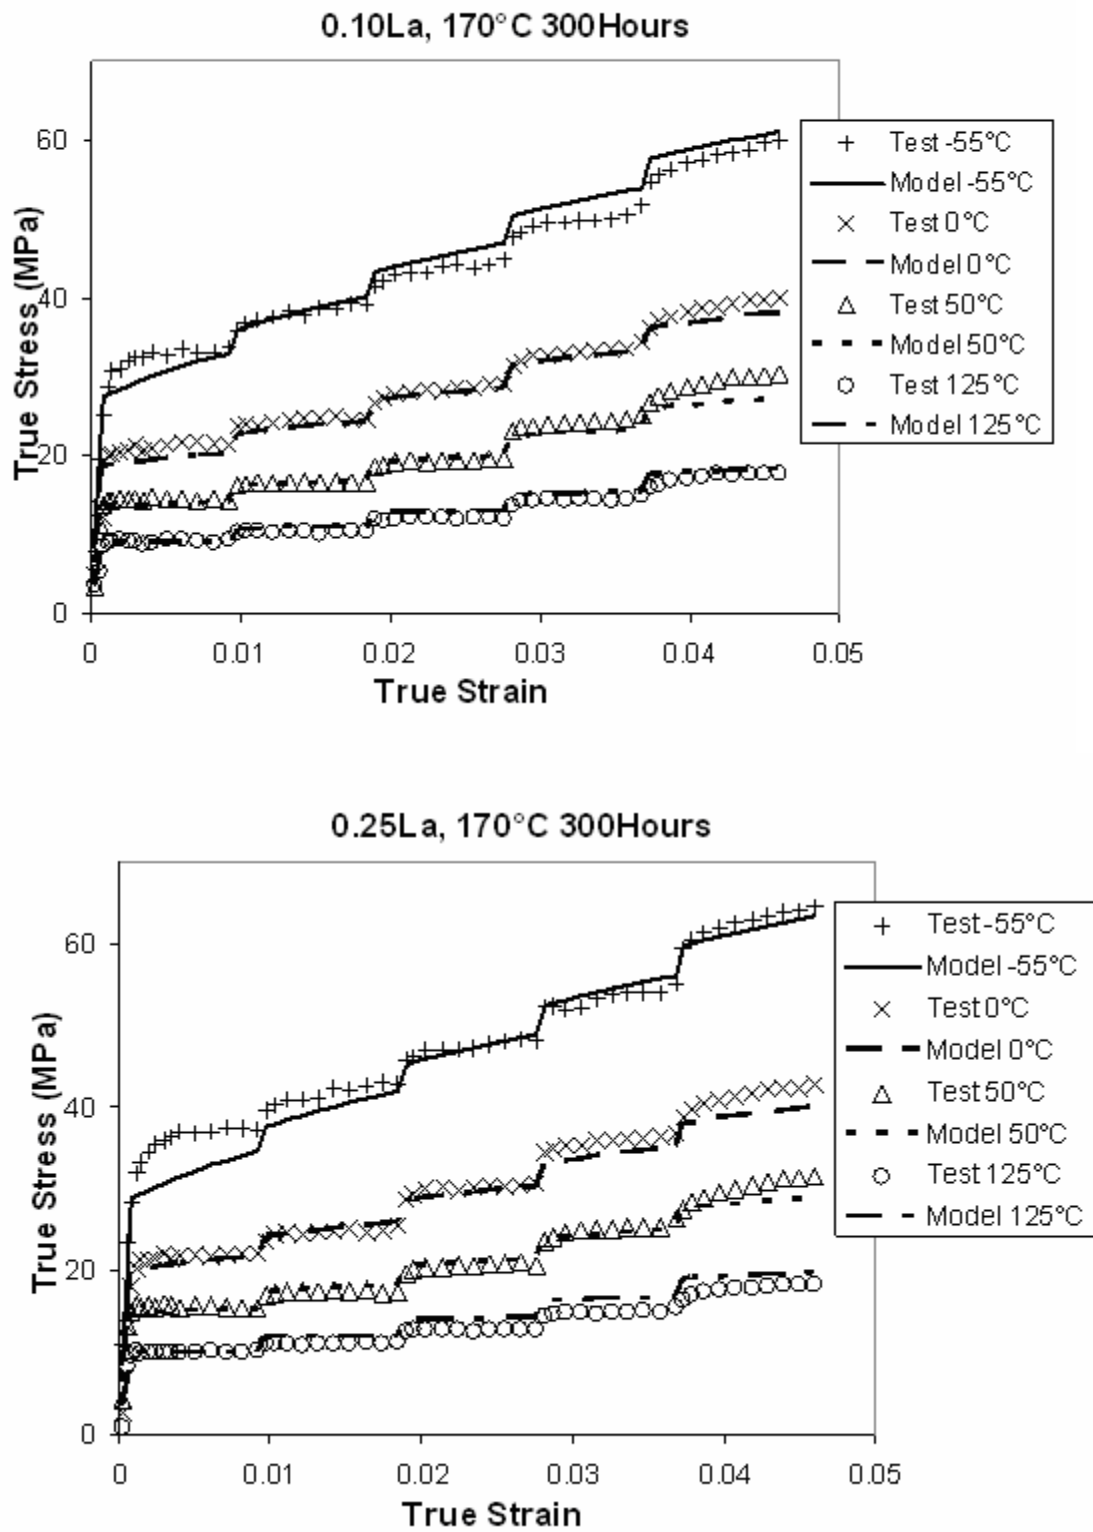 0.10La, 170°C 300Hours
True Stress (MPa)
60
40
20
0
0 0.01 0.02 0.03 0.04 0.05
True Strain
Test -55°C
Model -55°C
Test 0°C
Model 0°C
Test 50°C
Model 50°C
Test 125°C
Model 125°C
0.25La, 170°C 300Hours
True Stress (MPa)
60
40
20
0
0 0.01 0.02 0.03 0.04 0.05
True Strain
Test -55°C
Model -55°C
Test 0°C
Model 0°C
Test 50°C
Model 50°C
Test 125°C
Model 125°C